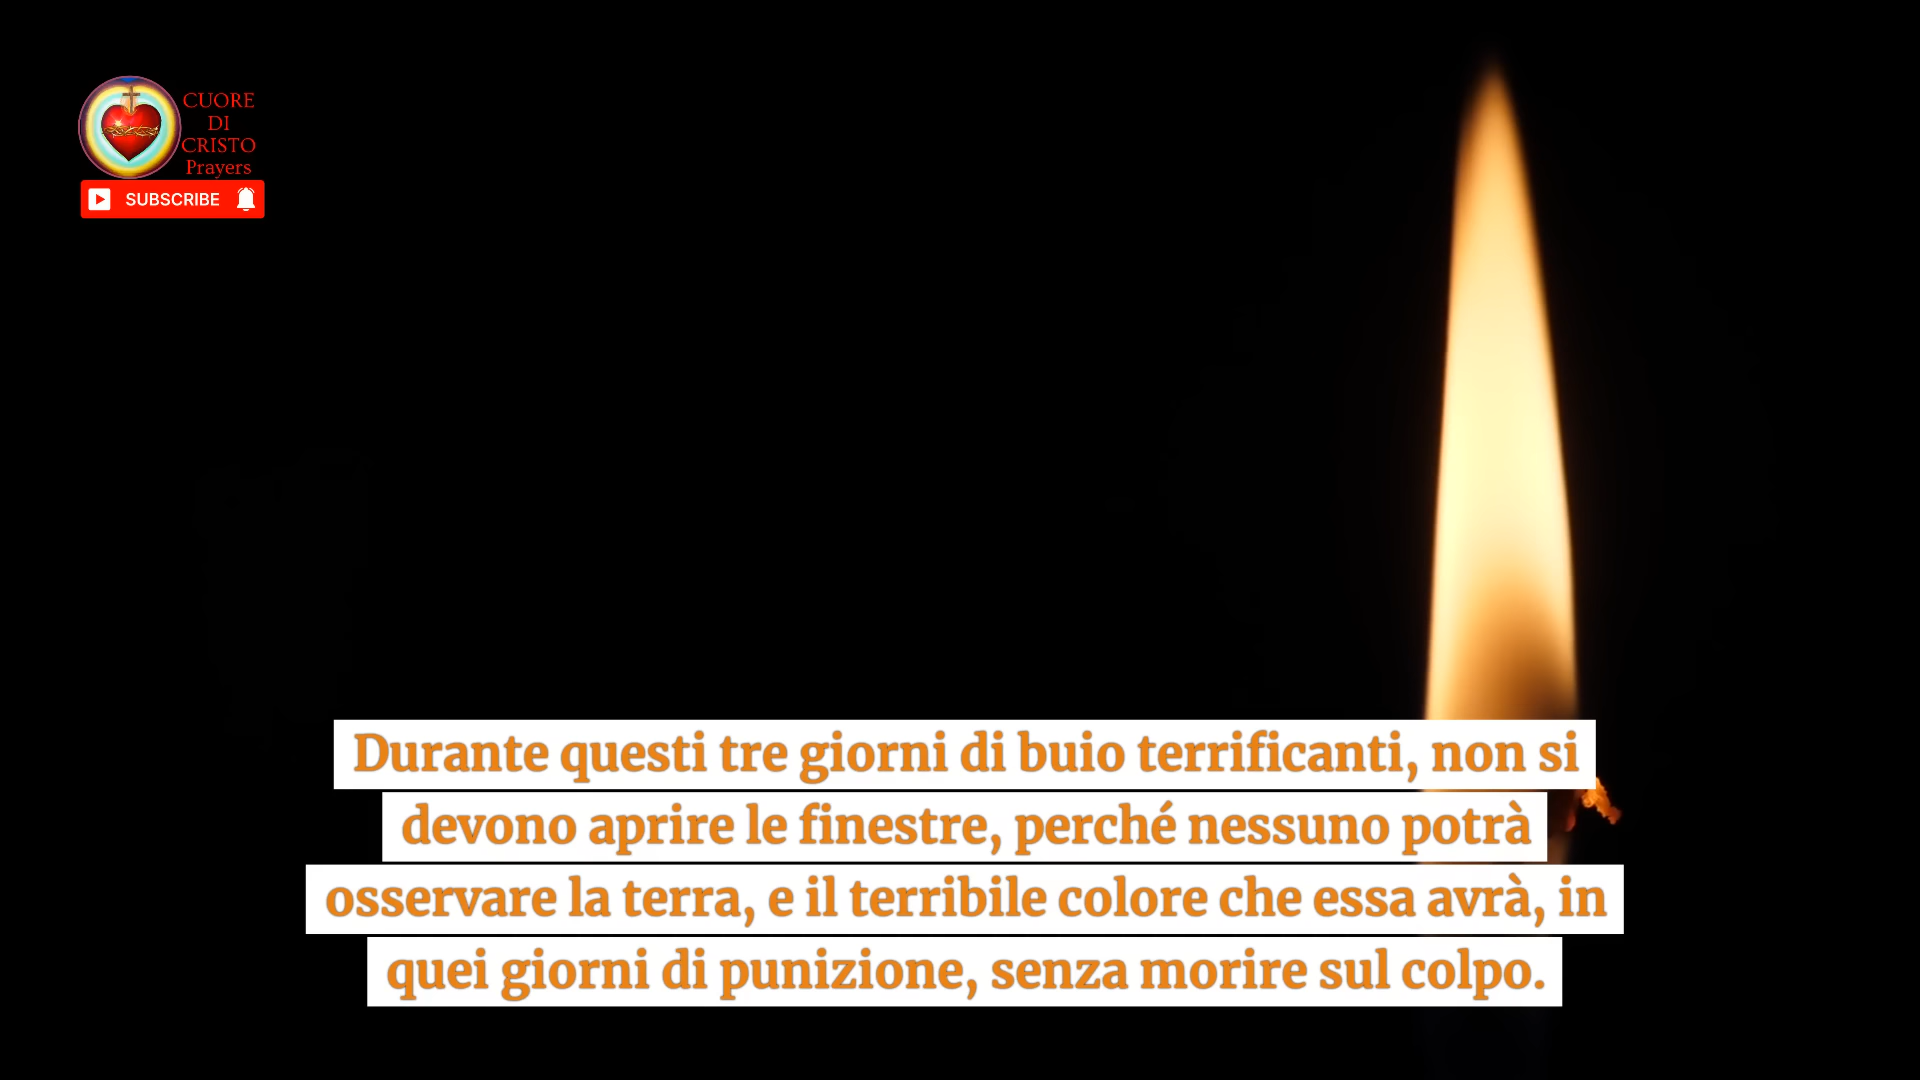 CUORE
DI
CRISTO
Prayers
SUBSCRIBE
Durante questi tre giorni di buio terrificanti, non si
devono aprire le finestre, perché nessuno potrà
osservare la terra, e il terribile colore che essa avrà, in
quei giorni di punizione, senza morire sul colpo.